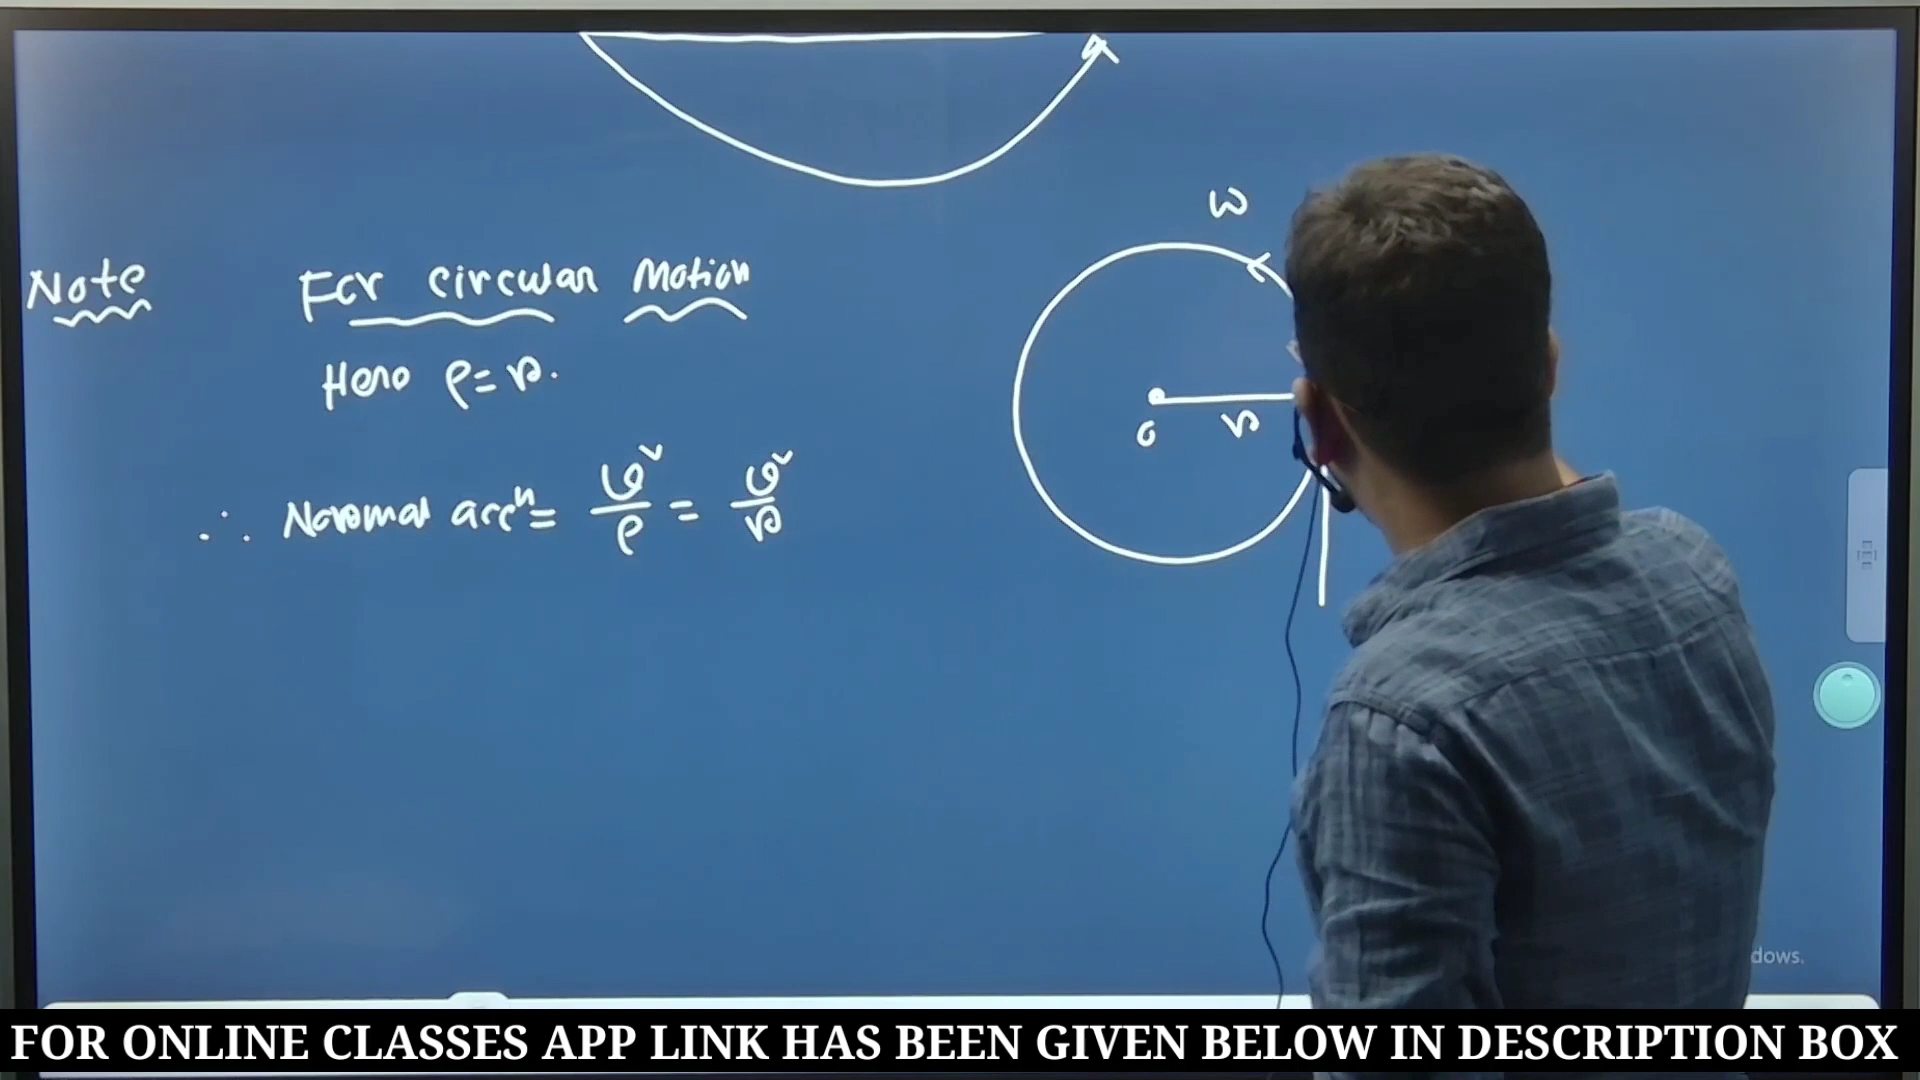 ω
Note For circular Motion
Here ρ = r.
O r
∴ Normal accⁿ = v²/ρ = v²/r
dows.
FOR ONLINE CLASSES APP LINK HAS BEEN GIVEN BELOW IN DESCRIPTION BOX